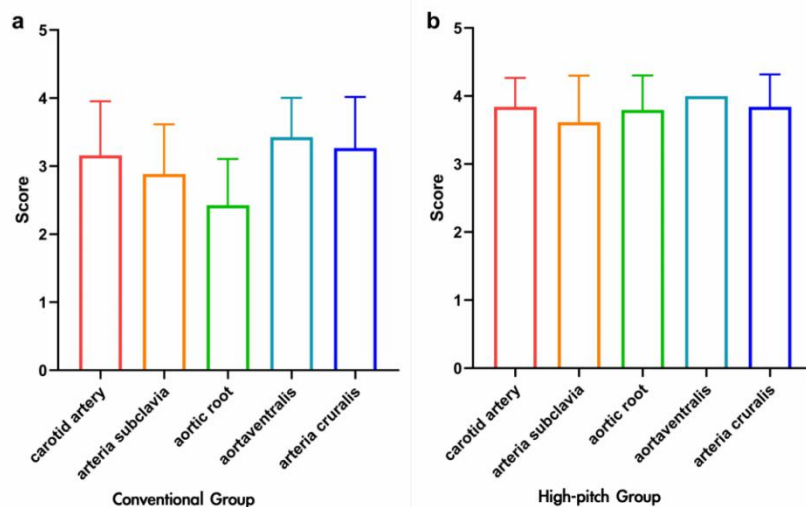 a
5
4
3
2
1
0
Score
carotid artery
arteria subclavia
aortic root
aortaventralis
arteria cruralis
Conventional Group
b
5
4
3
2
1
0
Score
carotid artery
arteria subclavia
aortic root
aortaventralis
arteria cruralis
High-pitch Group